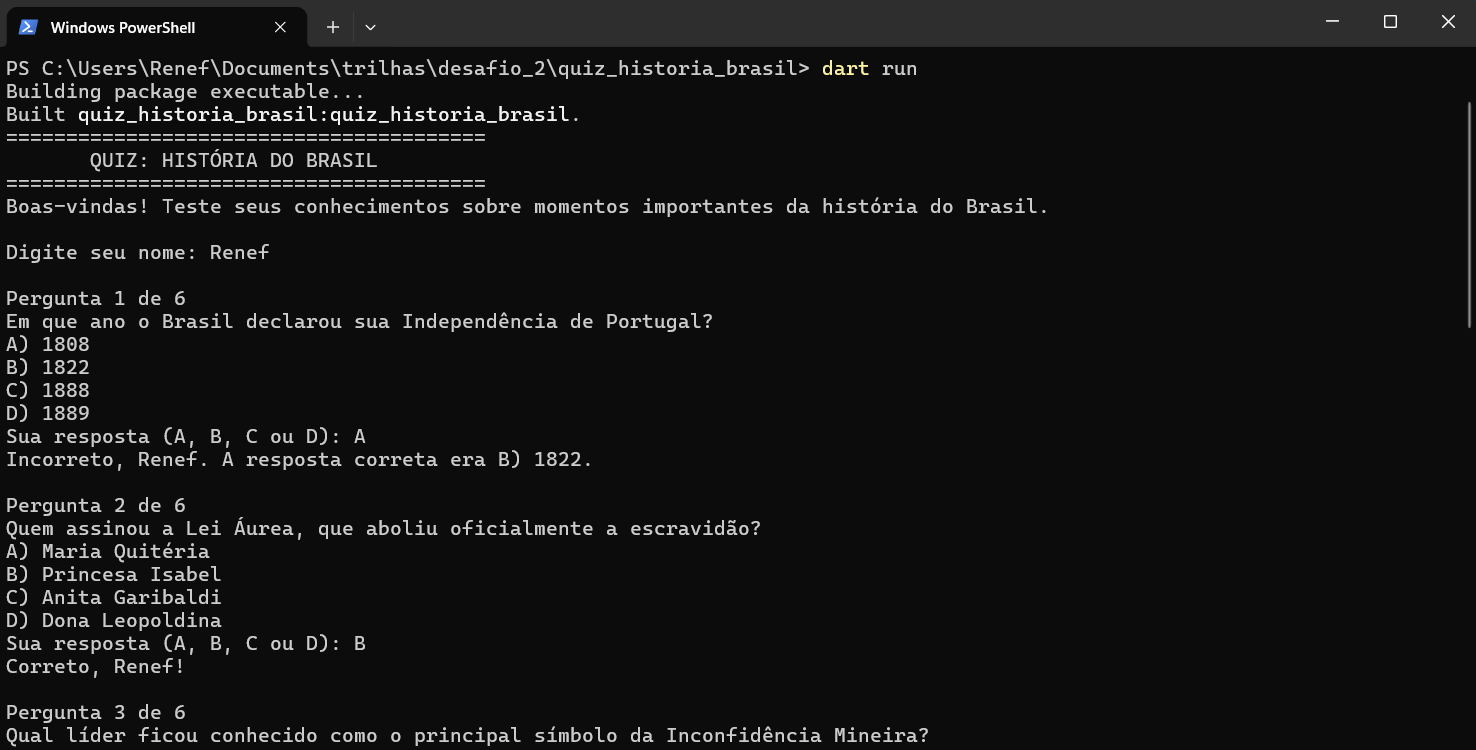 Windows PowerShell
PS C:\Users\Renef\Documents\trilhas\desafio_2\quiz_historia_brasil> dart run
Building package executable...
Built quiz_historia_brasil:quiz_historia_brasil.
========================================
       QUIZ: HISTÓRIA DO BRASIL
========================================
Boas-vindas! Teste seus conhecimentos sobre momentos importantes da história do Brasil.
Digite seu nome: Renef
Pergunta 1 de 6
Em que ano o Brasil declarou sua Independência de Portugal?
A) 1808
B) 1822
C) 1888
D) 1889
Sua resposta (A, B, C ou D): A
Incorreto, Renef. A resposta correta era B) 1822.
Pergunta 2 de 6
Quem assinou a Lei Áurea, que aboliu oficialmente a escravidão?
A) Maria Quitéria
B) Princesa Isabel
C) Anita Garibaldi
D) Dona Leopoldina
Sua resposta (A, B, C ou D): B
Correto, Renef!
Pergunta 3 de 6
Qual líder ficou conhecido como o principal símbolo da Inconfidência Mineira?